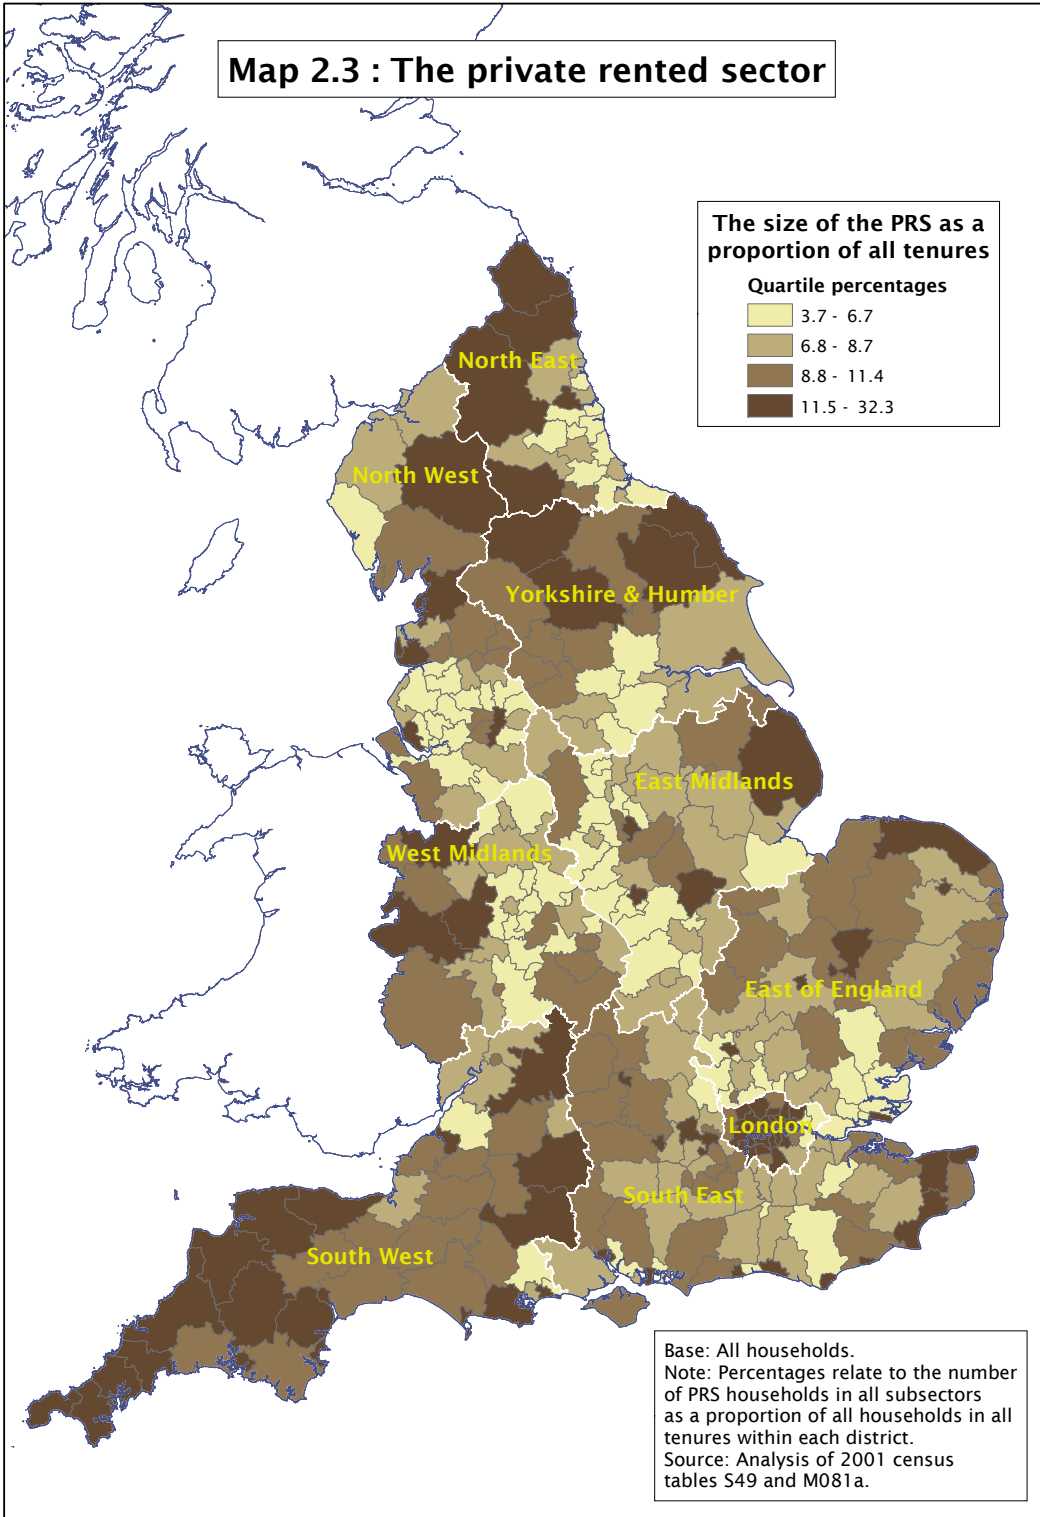 Map 2.3 : The private rented sector
The size of the PRS as a
proportion of all tenures
Quartile percentages
3.7 - 6.7
6.8 - 8.7
8.8 - 11.4
11.5 - 32.3
North East
North West
Yorkshire & Humber
East Midlands
West Midlands
East of England
London
South East
South West
Base: All households.
Note: Percentages relate to the number
of PRS households in all subsectors
as a proportion of all households in all
tenures within each district.
Source: Analysis of 2001 census
tables S49 and M081a.